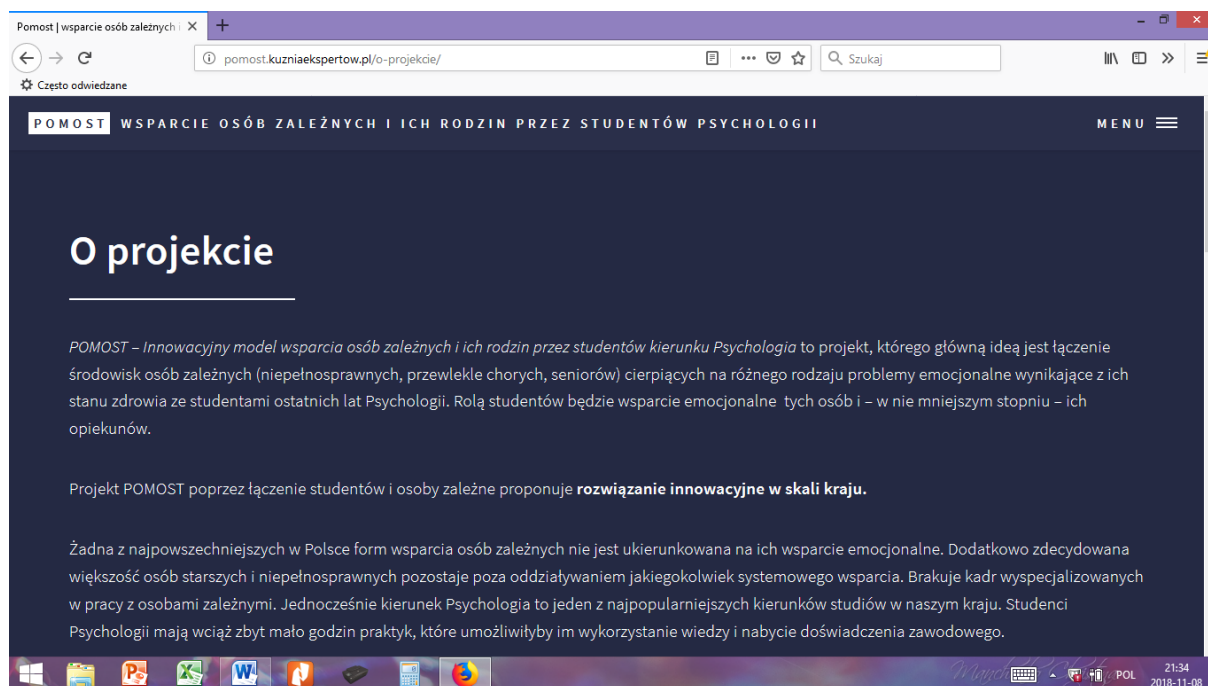 Pomost | wsparcie osób zależnych i
pomost.kuzniaekspertow.pl/o-projekcie/
Szukaj
Często odwiedzane
POMOST WSPARCIE OSÓB ZALEŻNYCH I ICH RODZIN PRZEZ STUDENTÓW PSYCHOLOGII
MENU
O projekcie
POMOST – Innowacyjny model wsparcia osób zależnych i ich rodzin przez studentów kierunku Psychologia to projekt, którego główną ideą jest łączenie
środowisk osób zależnych (niepełnosprawnych, przewlekle chorych, seniorów) cierpiących na różnego rodzaju problemy emocjonalne wynikające z ich
stanu zdrowia ze studentami ostatnich lat Psychologii. Rolą studentów będzie wsparcie emocjonalne tych osób i – w nie mniejszym stopniu – ich
opiekunów.
Projekt POMOST poprzez łączenie studentów i osoby zależne proponuje rozwiązanie innowacyjne w skali kraju.
Żadna z najpowszechniejszych w Polsce form wsparcia osób zależnych nie jest ukierunkowana na ich wsparcie emocjonalne. Dodatkowo zdecydowana
większość osób starszych i niepełnosprawnych pozostaje poza oddziaływaniem jakiegokolwiek systemowego wsparcia. Brakuje kadr wyspecjalizowanych
w pracy z osobami zależnymi. Jednocześnie kierunek Psychologia to jeden z najpopularniejszych kierunków studiów w naszym kraju. Studenci
Psychologii mają wciąż zbyt mało godzin praktyk, które umożliwiłyby im wykorzystanie wiedzy i nabycie doświadczenia zawodowego.
POL
21:34
2018-11-08